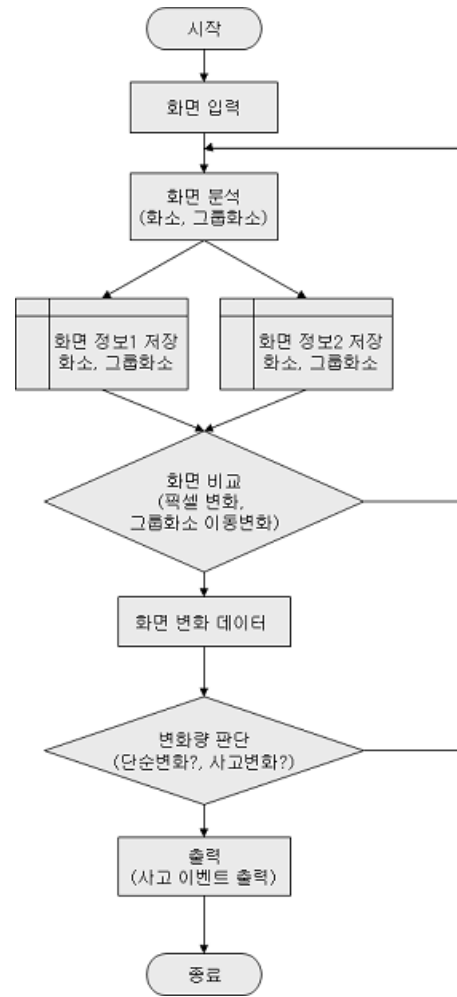 시작
화면 입력
화면 분석
(화소, 그룹화소)
화면 정보1 저장
화소, 그룹화소
화면 정보2 저장
화소, 그룹화소
화면 비교
(픽셀 변화,
그룹화소 이동변화)
화면 변화 데이터
변화량 판단
(단순변화?, 사고변화?)
출력
(사고 이벤트 출력)
종료